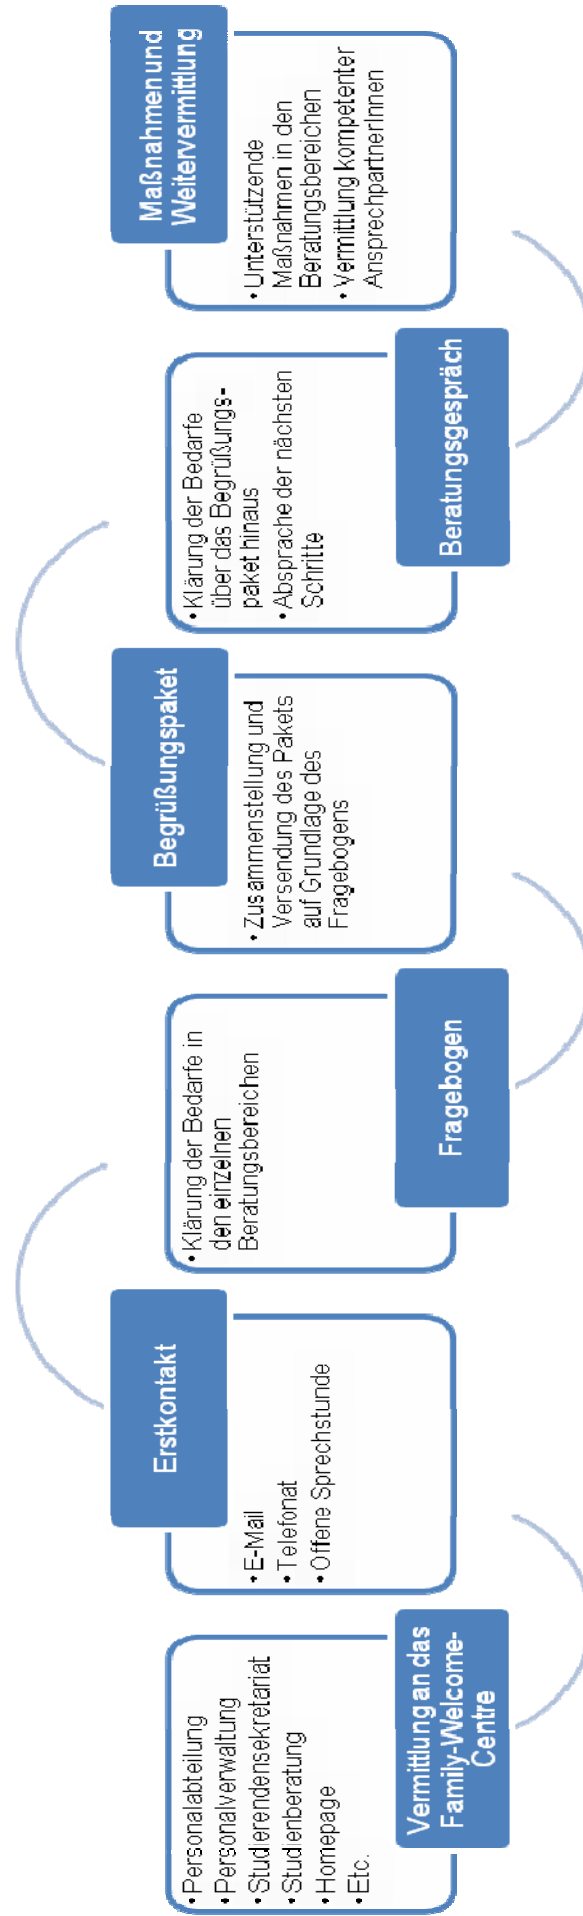 • Personalabteilung
• Personalverwaltung
• Studierendensekretariat
• Studienberatung
• Homepage
• Etc.
Vermittlung an das
Family-Welcome-
Centre
Erstkontakt
• E-Mail
• Telefonat
• Offene Sprechstunde
• Klärung der Bedarfe in
den einzelnen
Beratungsbereichen
Fragebogen
Begrüßungspaket
• Zusammenstellung und
Versendung des Pakets
auf Grundlage des
Fragebogens
• Klärung der Bedarfe
über das Begrüßungs-
paket hinaus
• Absprache der nächsten
Schritte
Beratungsgespräch
Maßnahmen und
Weitervermittlung
• Unterstützende
Maßnahmen in den
Beratungsbereichen
• Vermittlung kompetenter
AnsprechpartnerInnen